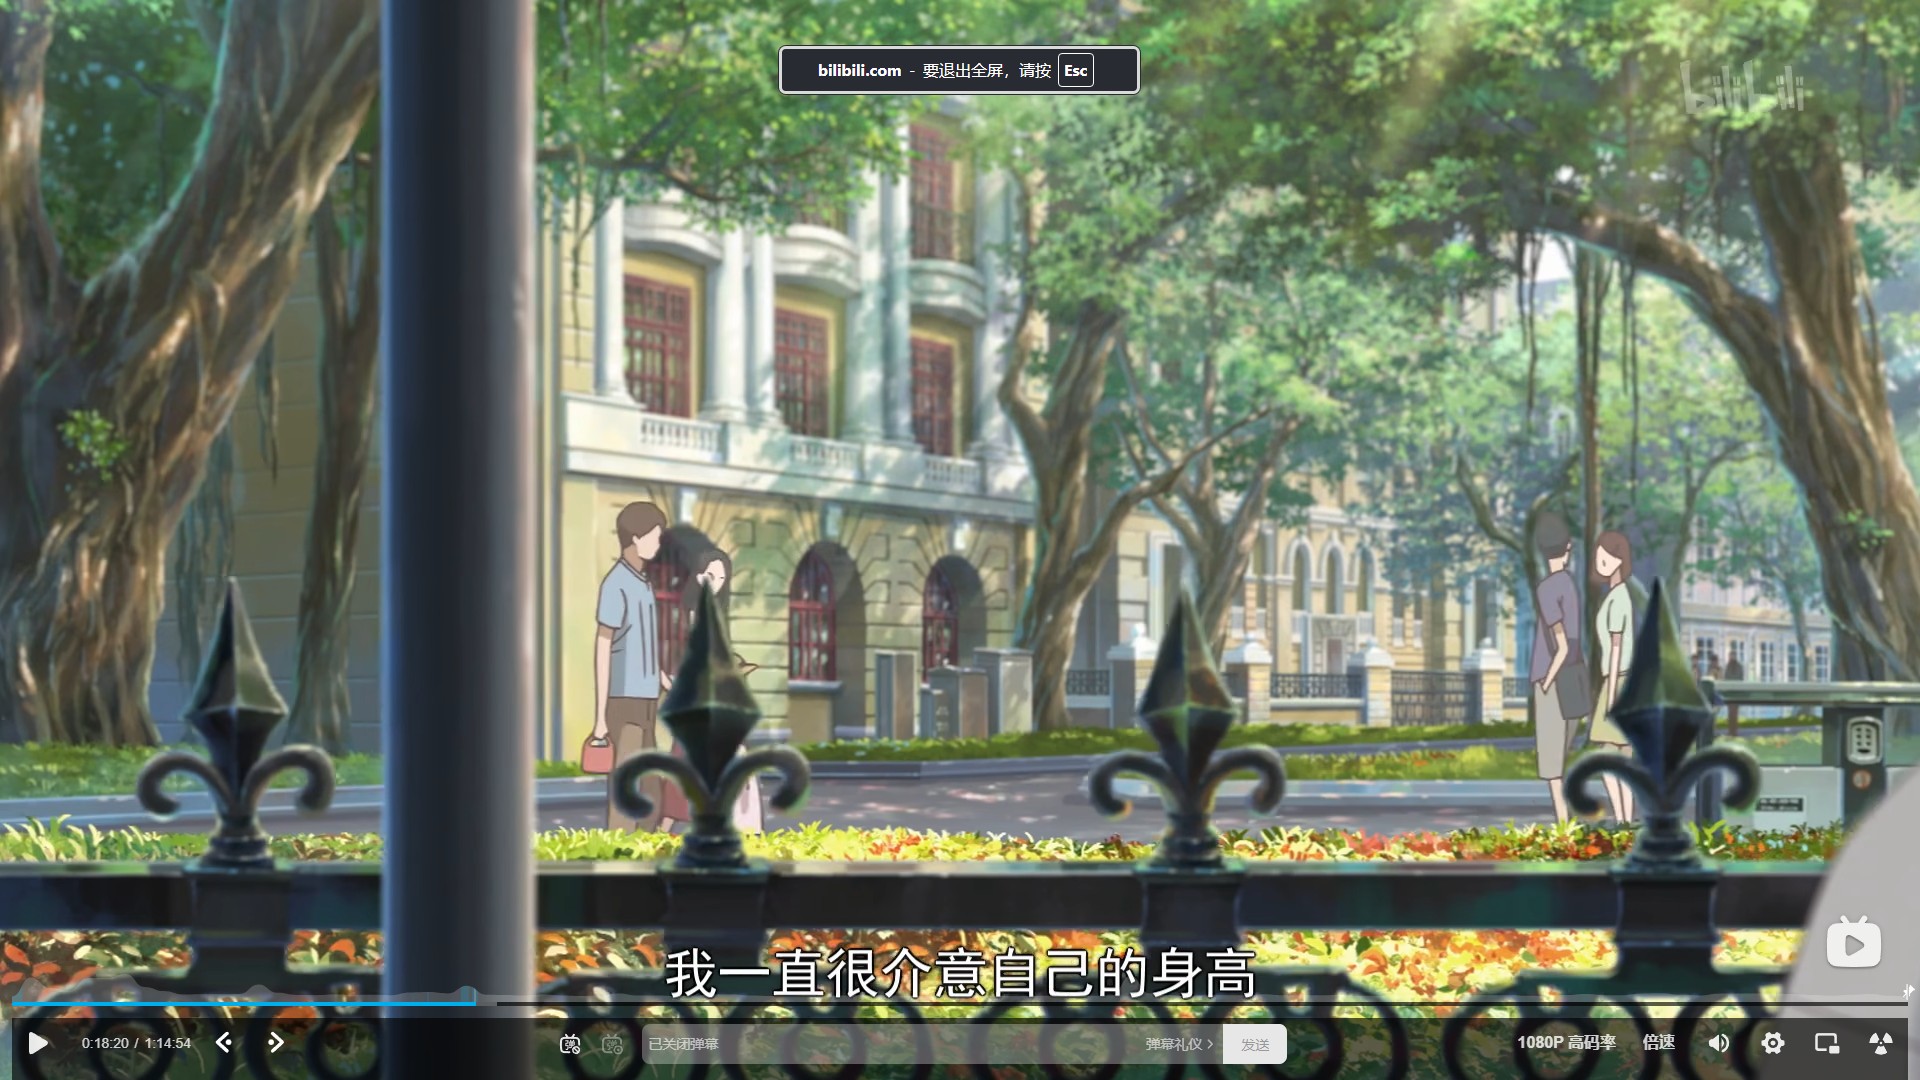 bilibili.com - 要退出全屏，请按 Esc
bilibili
我一直很介意自己的身高
0:18:20 / 1:14:54
已关闭弹幕
弹幕礼仪 >
发送
1080P 高码率
倍速